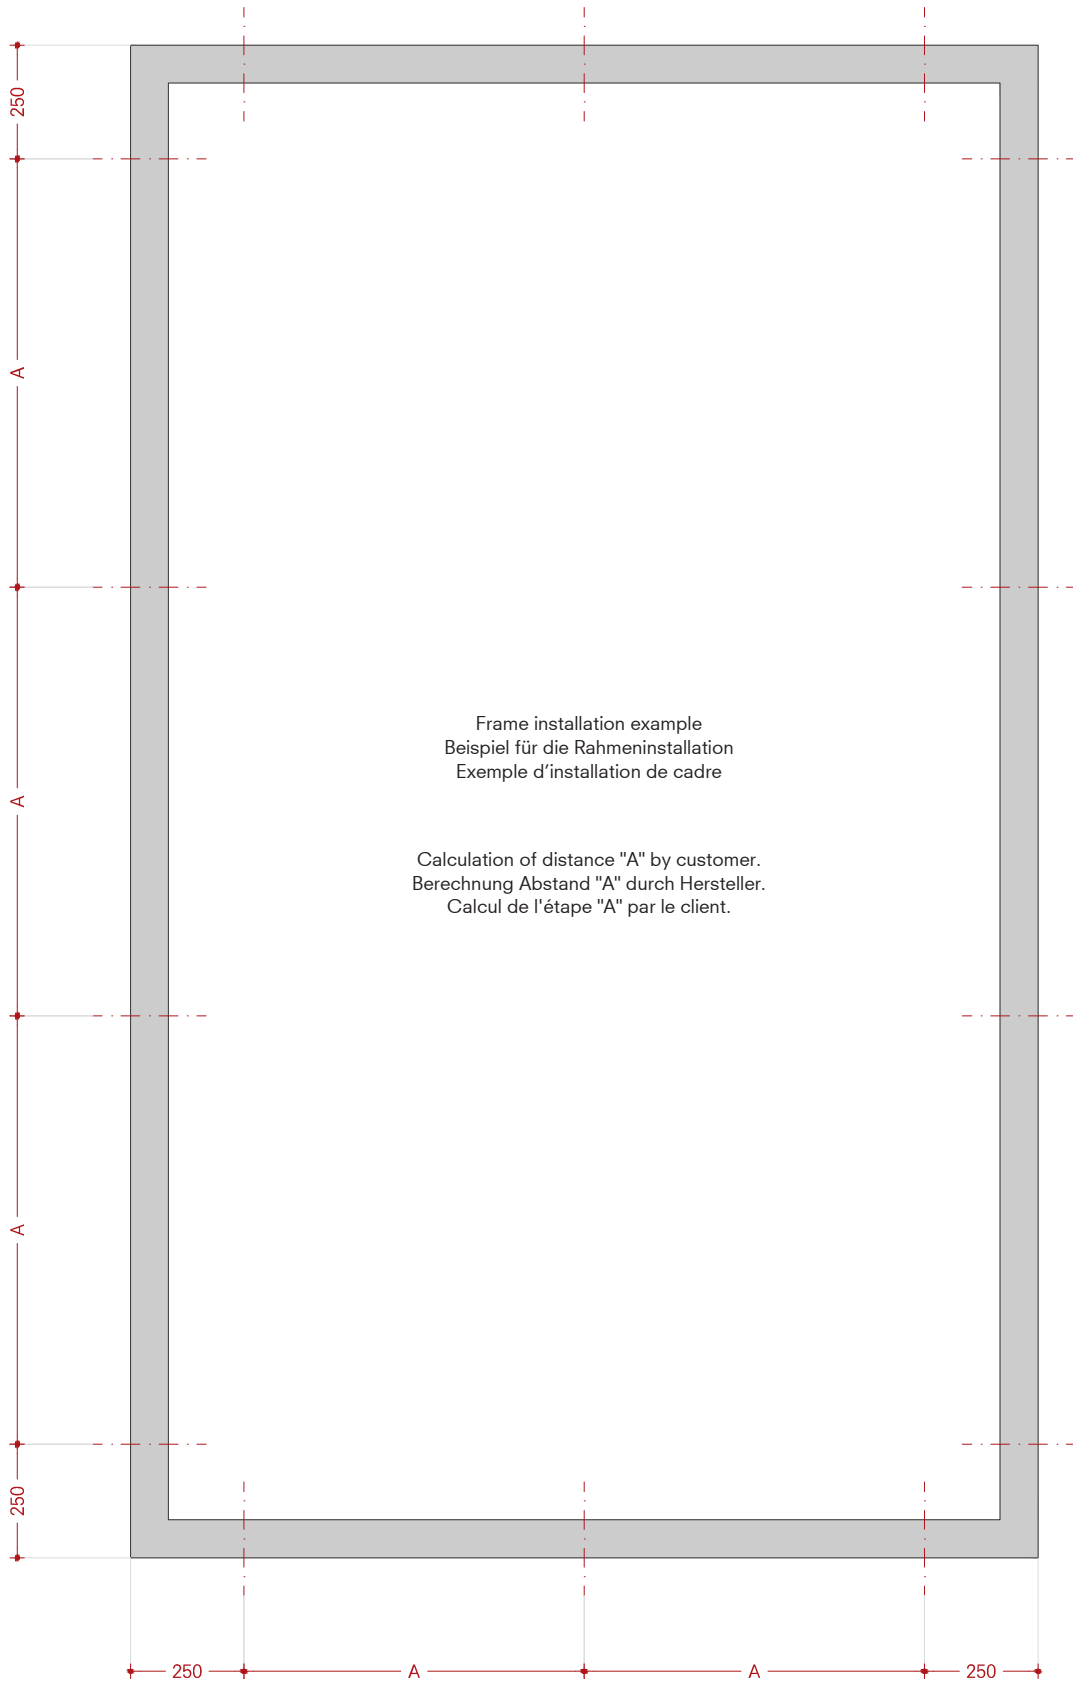 250
A
A
A
250
Frame installation example
Beispiel für die Rahmeninstallation
Exemple d’installation de cadre
Calculation of distance "A" by customer.
Berechnung Abstand "A" durch Hersteller.
Calcul de l'étape "A" par le client.
250 A A 250